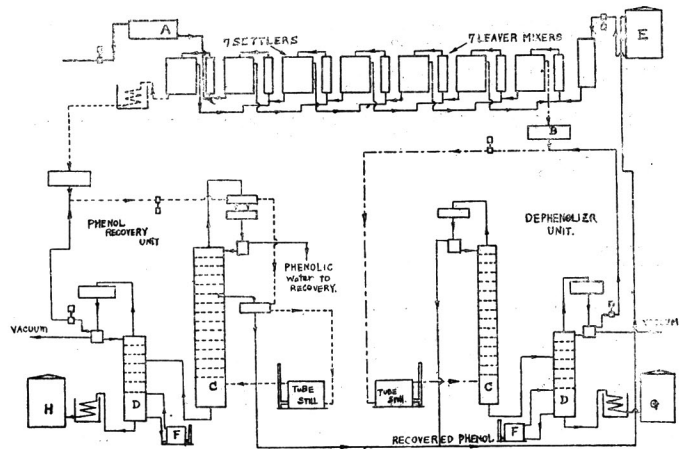 A
7 SETTLERS
7 LEAVER MIXERS
E
B
PHENOL
RECOVERY
UNIT
DEPHENOLIER
UNIT.
PHENOLIC
Water TO
RECOVERY.
VACUUM
H
D
F
C
TUBE
STILL
TUBE
STILL
C
D
F
G
RECOVERED PHENOL